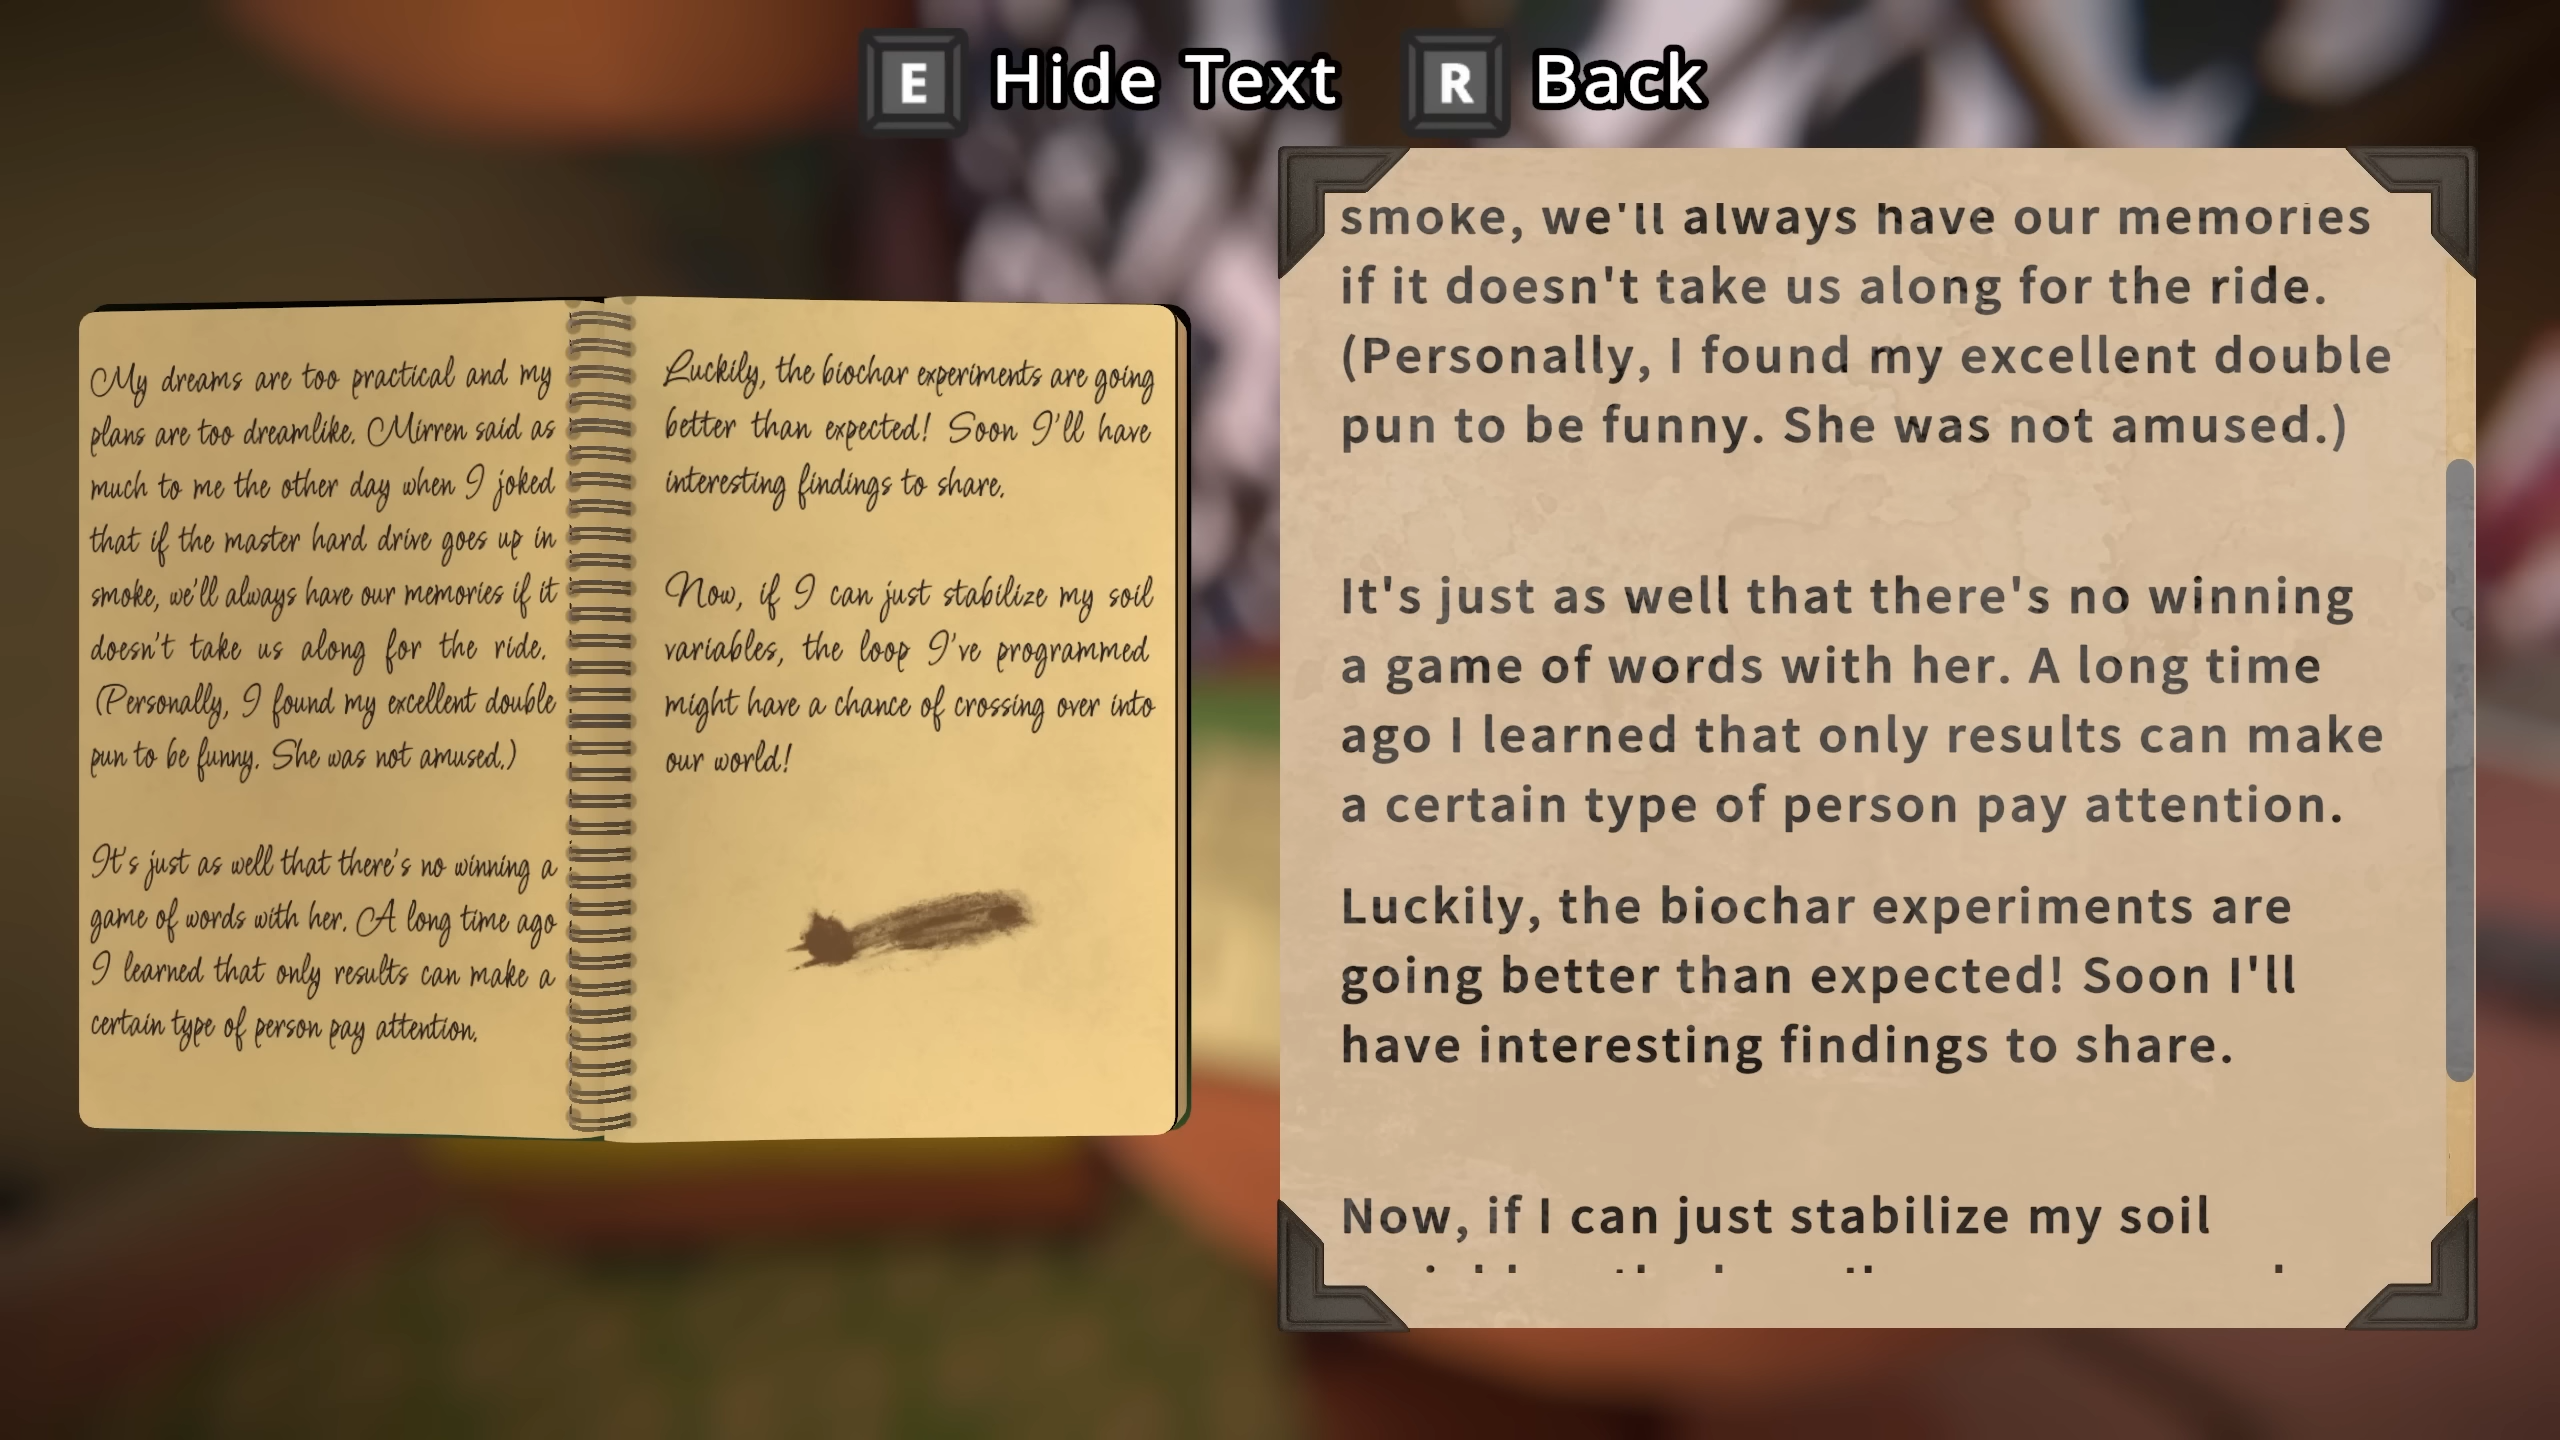 E Hide Text R Back
My dreams are too practical and my
plans are too dreamlike. Mirren said as
much to me the other day when I joked
that if the master hard drive goes up in
smoke, we'll always have our memories if it
doesn't take us along for the ride.
(Personally, I found my excellent double
pun to be funny. She was not amused.)
It's just as well that there's no winning a
game of words with her. A long time ago
I learned that only results can make a
certain type of person pay attention.
Luckily, the biochar experiments are going
better than expected! Soon I'll have
interesting findings to share.
Now, if I can just stabilize my soil
variables, the loop I've programmed
might have a chance of crossing over into
our world!
smoke, we'll always have our memories
if it doesn't take us along for the ride.
(Personally, I found my excellent double
pun to be funny. She was not amused.)
It's just as well that there's no winning
a game of words with her. A long time
ago I learned that only results can make
a certain type of person pay attention.
Luckily, the biochar experiments are
going better than expected! Soon I'll
have interesting findings to share.
Now, if I can just stabilize my soil